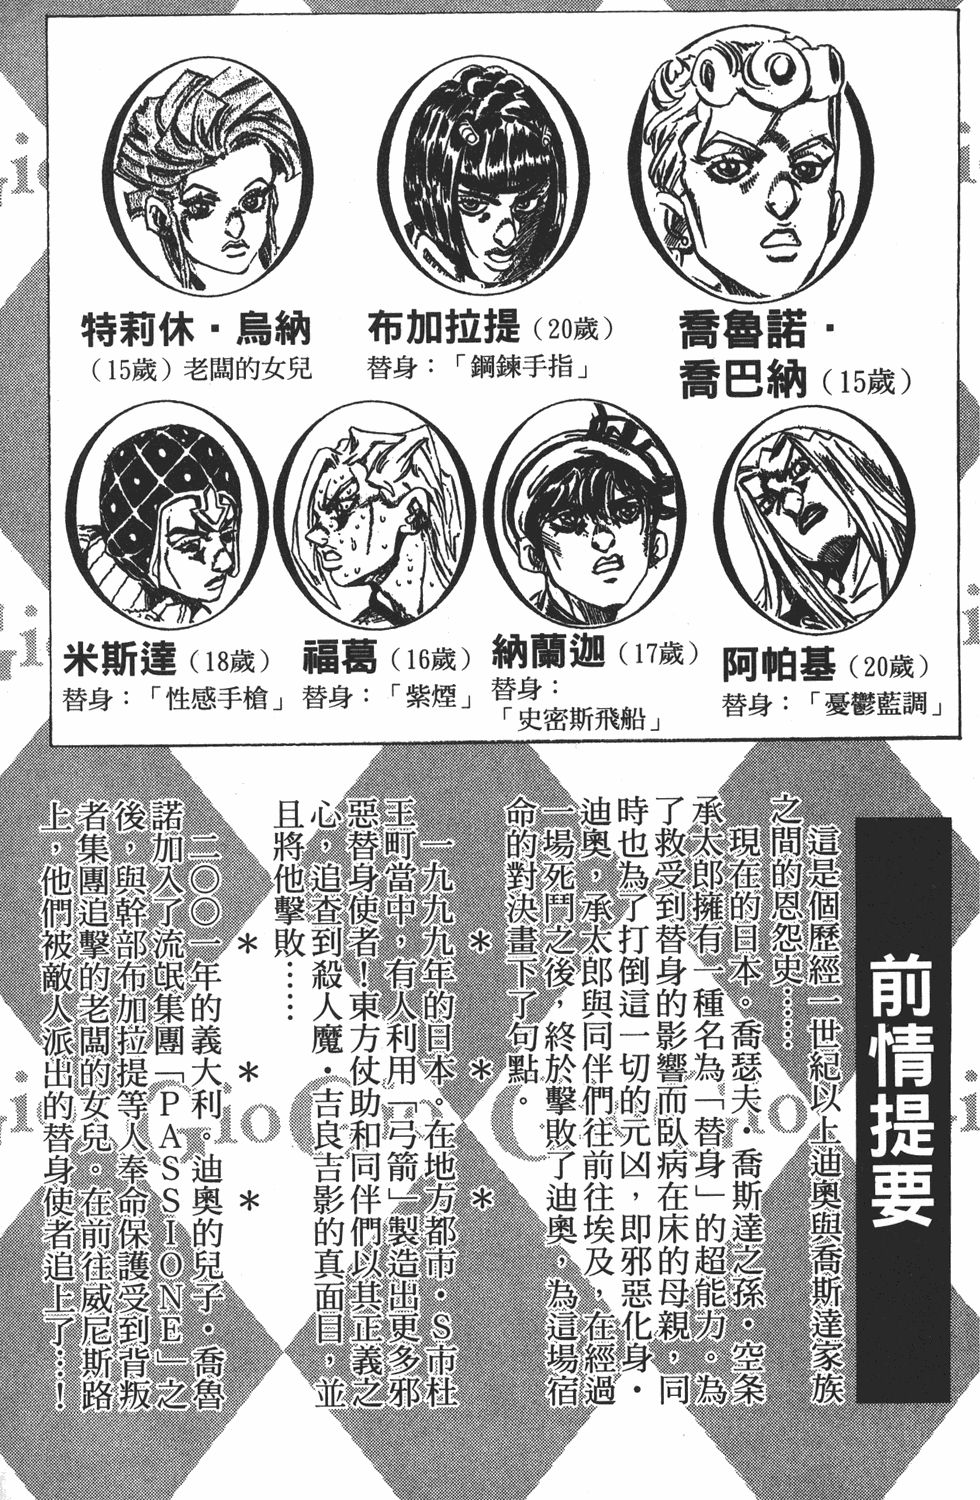 喬魯諾・
喬巴納（15歲）
布加拉提（20歲）
替身：「鋼鍊手指」
特莉休・烏納
（15歲）老闆的女兒
阿帕基（20歲）
替身：「憂鬱藍調」
納蘭迦（17歲）
替身：
「史密斯飛船」
福葛（16歲）
替身：「紫煙」
米斯達（18歲）
替身：「性感手槍」
前情提要
這是個歷經一世紀以上迪奧與喬斯達家族
之間的恩怨史……
現在的日本。喬瑟夫・喬斯達之孫・空条
承太郎擁有一種名為「替身」的超能力。為
了救受到替身的影響而臥病在床的母親，同
時也為了打倒這一切的元凶，即邪惡化身・
迪奧，承太郎與同伴們往前往埃及，在經過
一場死鬥之後，終於擊敗了迪奧，為這場宿
命的對決畫下了句點。
＊　＊　＊
一九九九年的日本。在地方都市・S市杜
王町當中，有人利用「弓箭」製造出更多邪
惡替身使者！東方仗助和同伴們以其正義之
心，追查到殺人魔・吉良吉影的真面目，並
且將他擊敗……
＊　＊　＊
二〇〇一年的義大利。迪奧的兒子・喬魯
諾加入了流氓集團「PASSIONE」之
後，與幹部布加拉提等人奉命保護受到背叛
者集團追擊的老闆的女兒。在前往威尼斯路
上，他們被敵人派出的替身使者追上了…！
GioGio
GioGio
GioGio